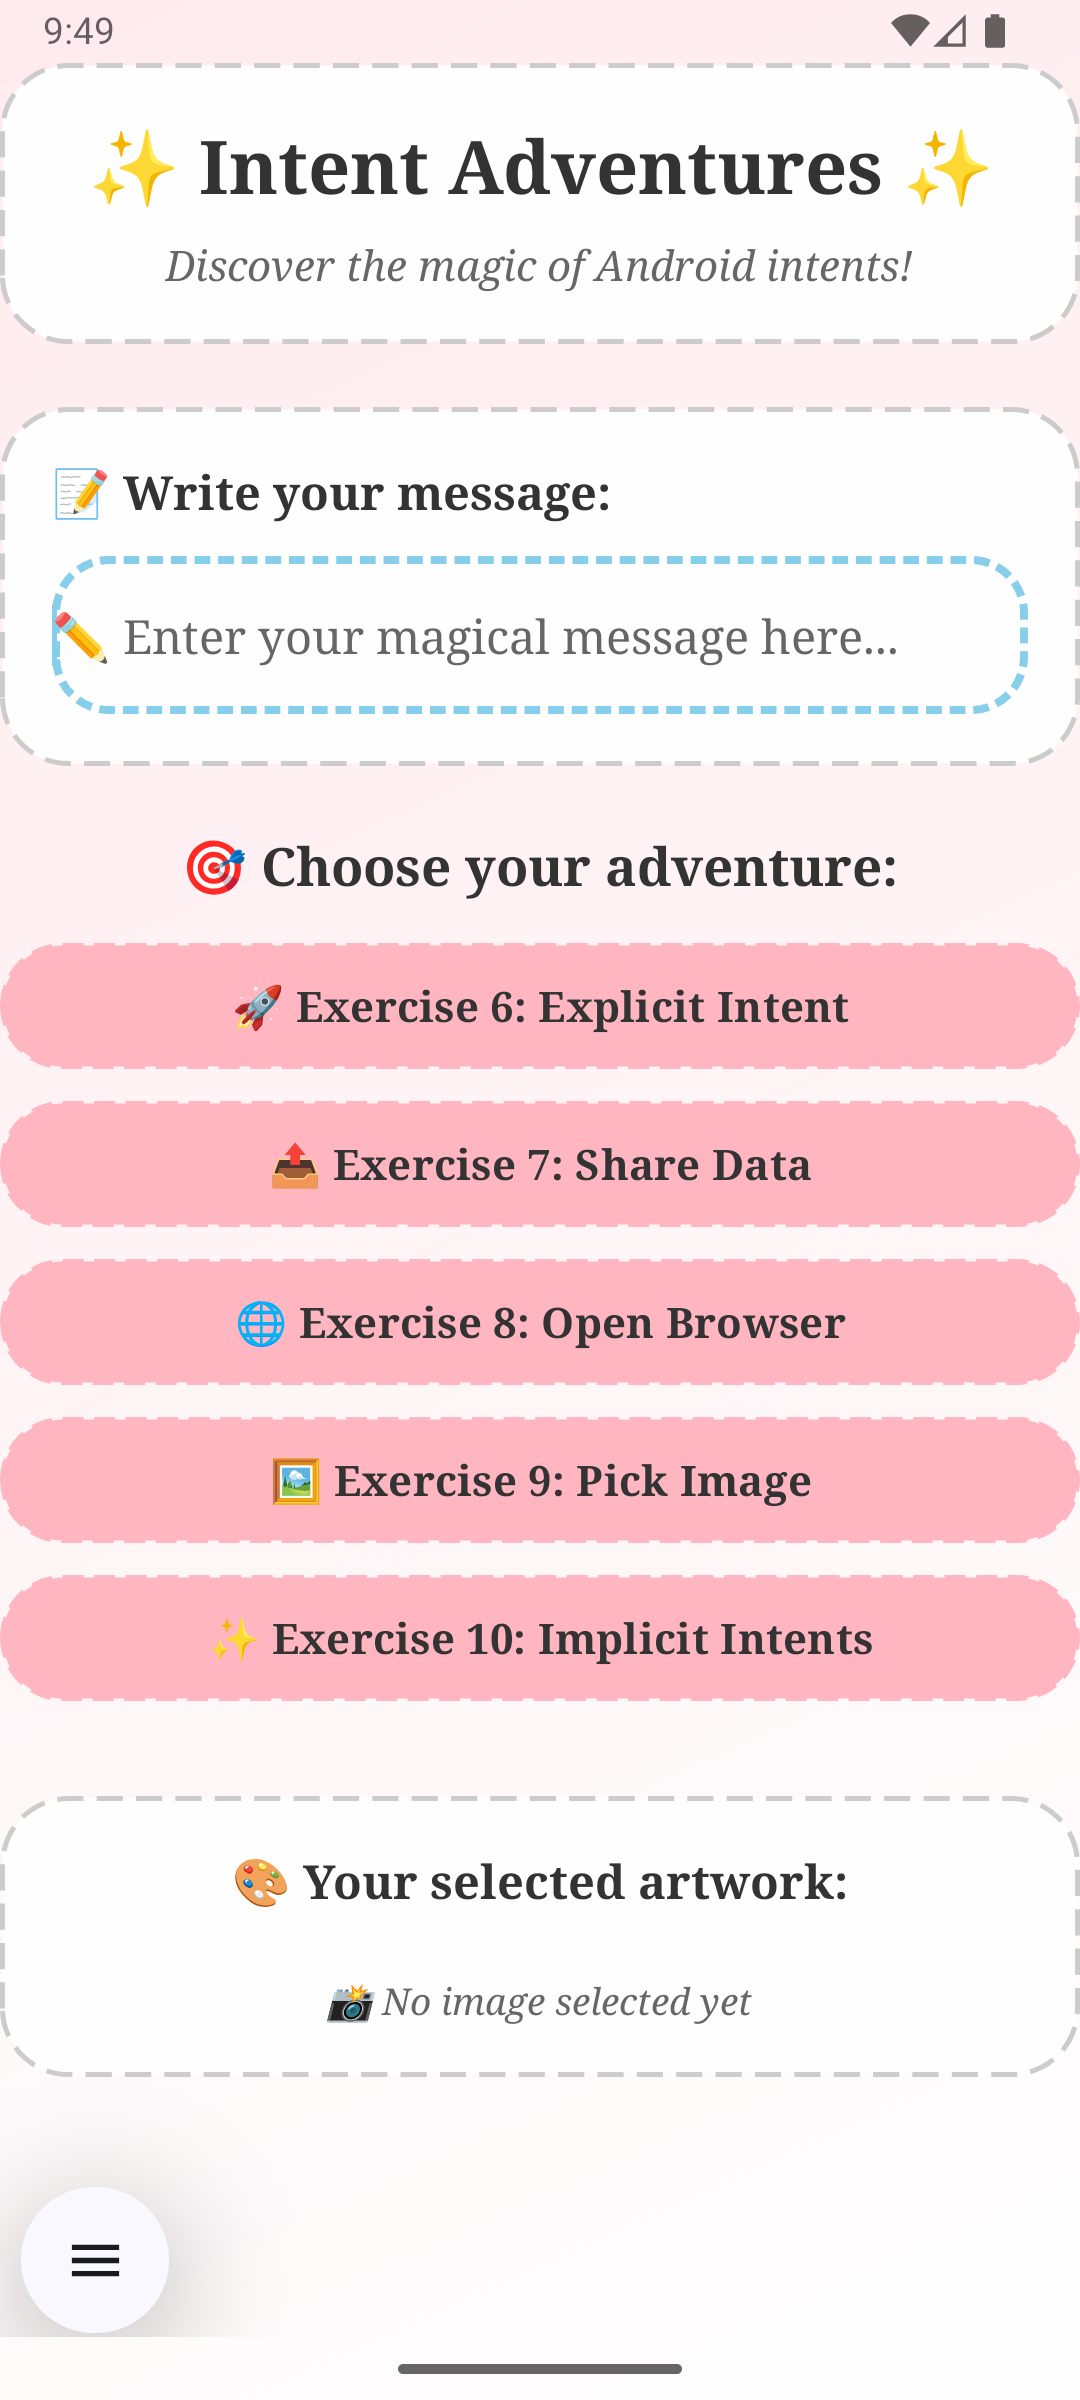 9:49
✨ Intent Adventures ✨
Discover the magic of Android intents!
📝 Write your message:
✏️ Enter your magical message here...
🎯 Choose your adventure:
🚀 Exercise 6: Explicit Intent
📤 Exercise 7: Share Data
🌐 Exercise 8: Open Browser
🖼️ Exercise 9: Pick Image
✨ Exercise 10: Implicit Intents
🎨 Your selected artwork:
📸 No image selected yet